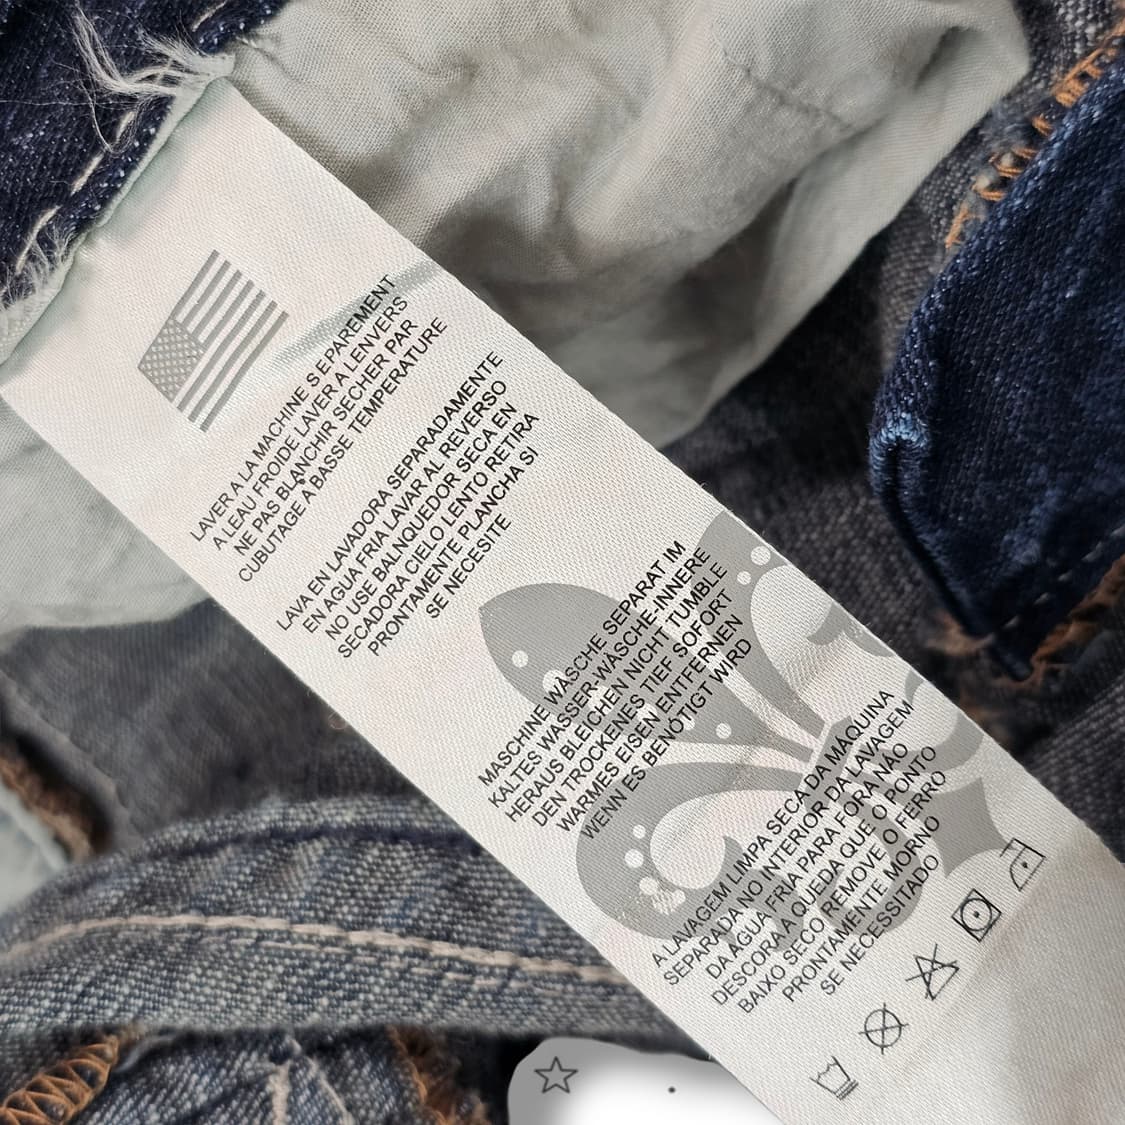 LAVER A LA MACHINE SEPAREMENT
A LEAU FROIDE LAVER A LENVERS
NE PAS BLANCHIR SECHER PAR
CUBUTAGE A BASSE TEMPERATURE
LAVA EN LAVADORA SEPARADAMENTE
EN AGUA FRIA LAVAR AL REVERSO
NO USE BALNQUEDOR SECA EN
SECADORA CIELO LENTO RETIRA
PRONTAMENTE PLANCHA SI
SE NECESITE
MASCHINE WÄSCHE SEPARAT IM
KALTES WASSER-WÄSCHE-INNERE
HERAUS BLEICHEN NICHT TUMBLE
DEN TROCKENES TIEF SOFORT
WARMES EISEN ENTFERNEN
WENN ES BENÖTIGT WIRD
A LAVAGEM LIMPA SECA DA MÁQUINA
SEPARADA NO INTERIOR DA LAVAGEM
DA AGUA FRIA PARA FORA NÃO
DESCORA A QUEDA QUE O PONTO
BAIXO SECO REMOVE O FERRO
PRONTAMENTE MORNO
SE NECESSITADO